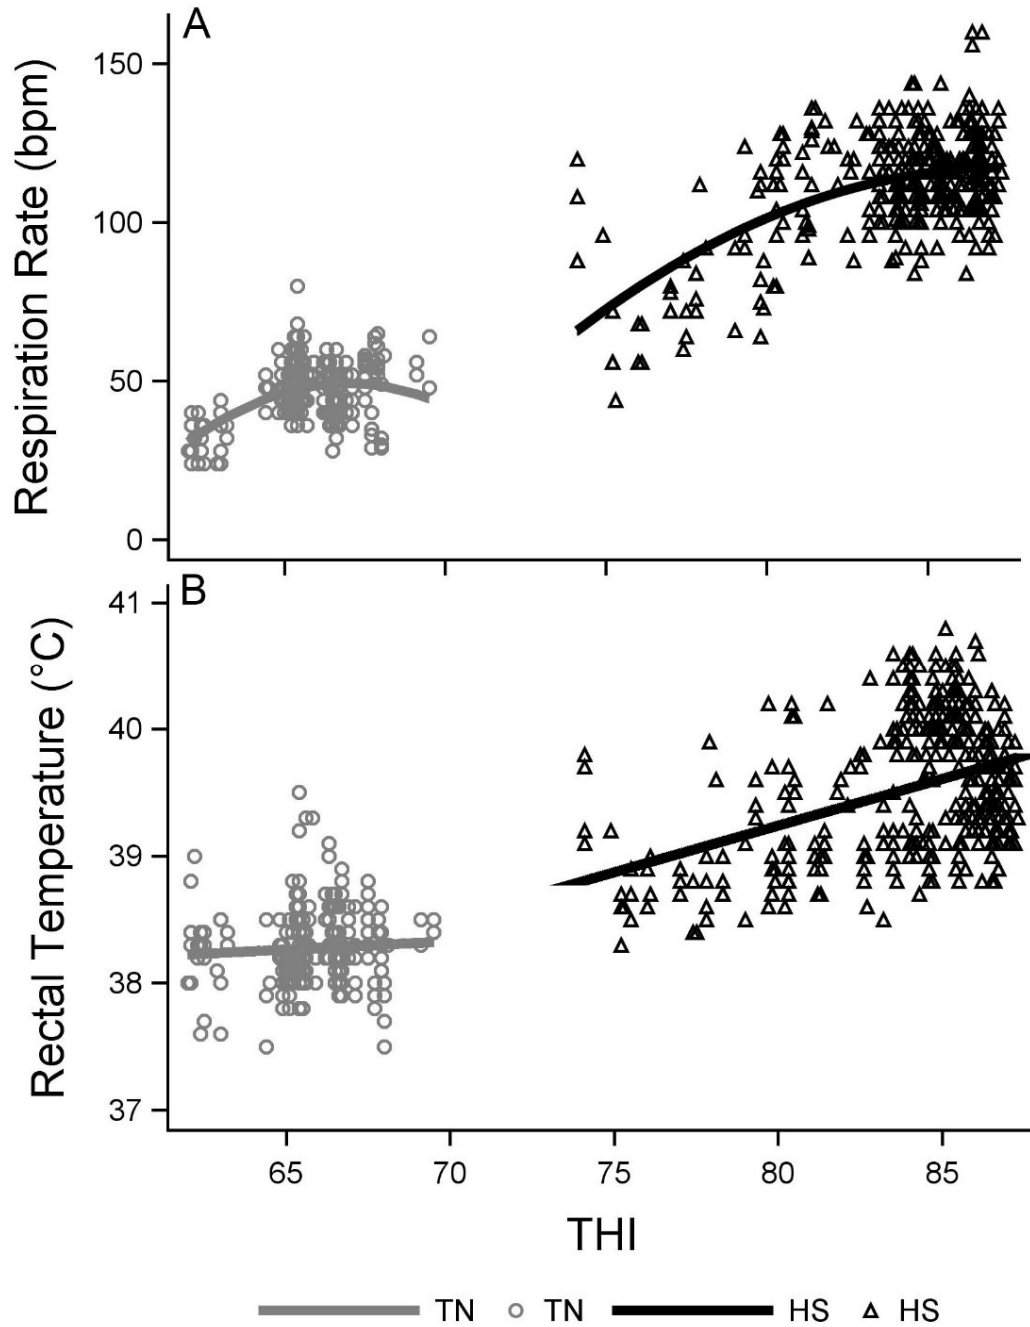 A
Respiration Rate (bpm)
150
100
50
0
B
Rectal Temperature (°C)
41
40
39
38
37
65 70 75 80 85
THI
TN TN HS HS